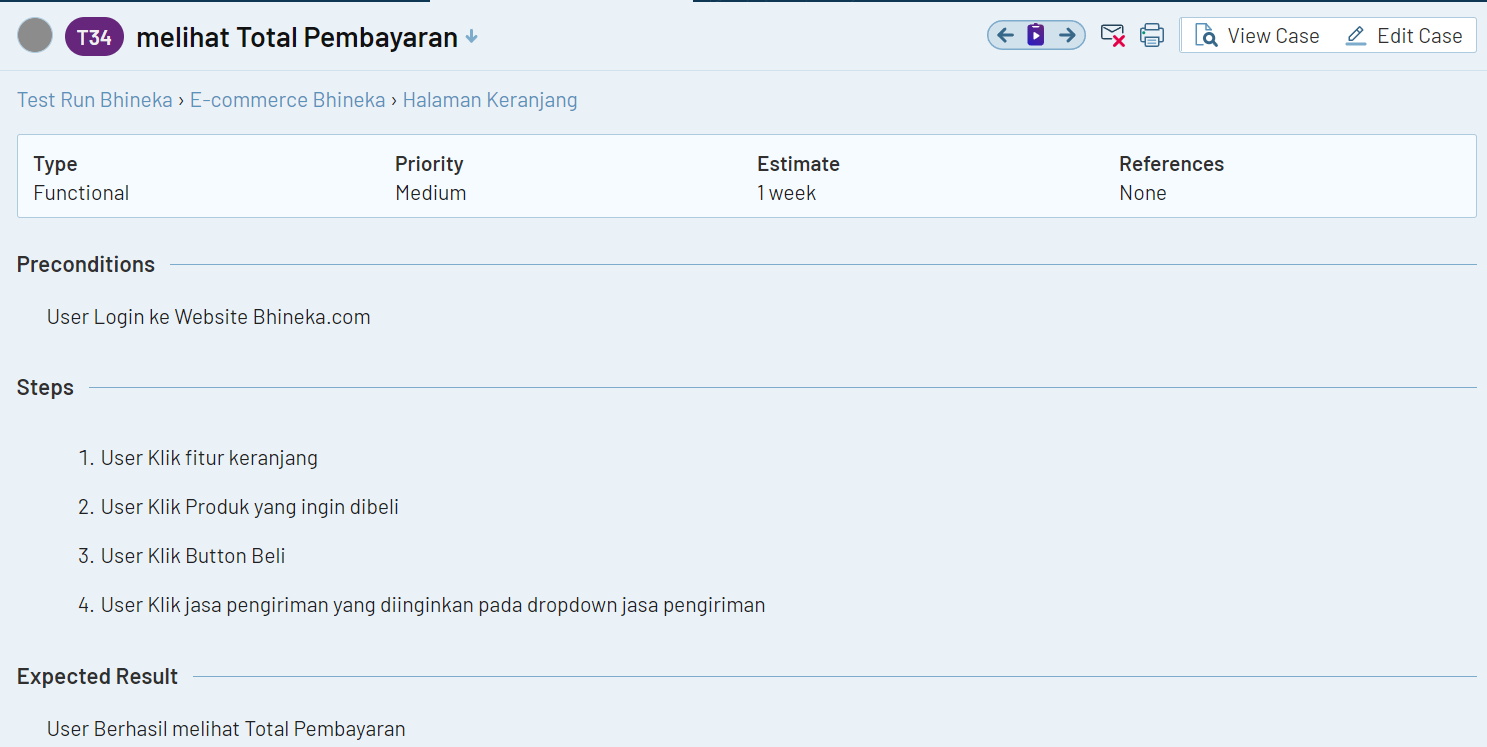 T34 melihat Total Pembayaran View Case Edit Case
Test Run Bhineka › E-commerce Bhineka › Halaman Keranjang
Type Priority Estimate References
Functional Medium 1 week None
Preconditions
User Login ke Website Bhineka.com
Steps
1. User Klik fitur keranjang
2. User Klik Produk yang ingin dibeli
3. User Klik Button Beli
4. User Klik jasa pengiriman yang diinginkan pada dropdown jasa pengiriman
Expected Result
User Berhasil melihat Total Pembayaran